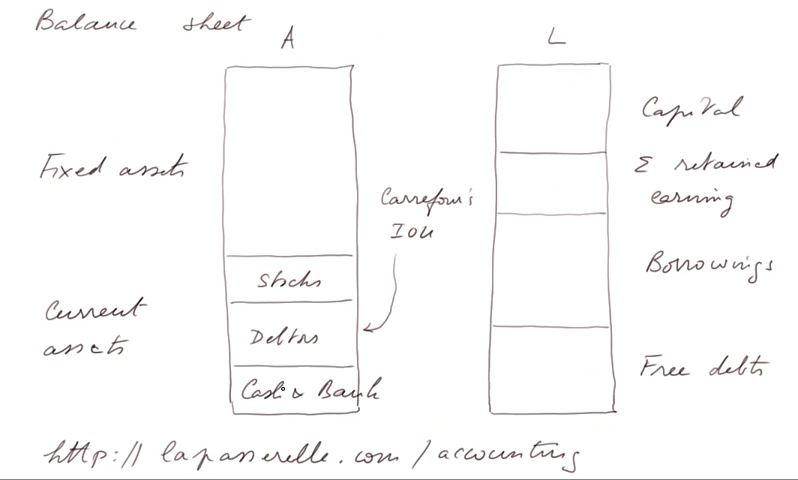 Balance sheet
A
L
Capital
Fixed assets
Σ retained
earning
Carrefour's
IOU
Borrowings
Stocks
Current
assets
Debtors
Free debts
Cash & Bank
http://lapasserelle.com/accounting